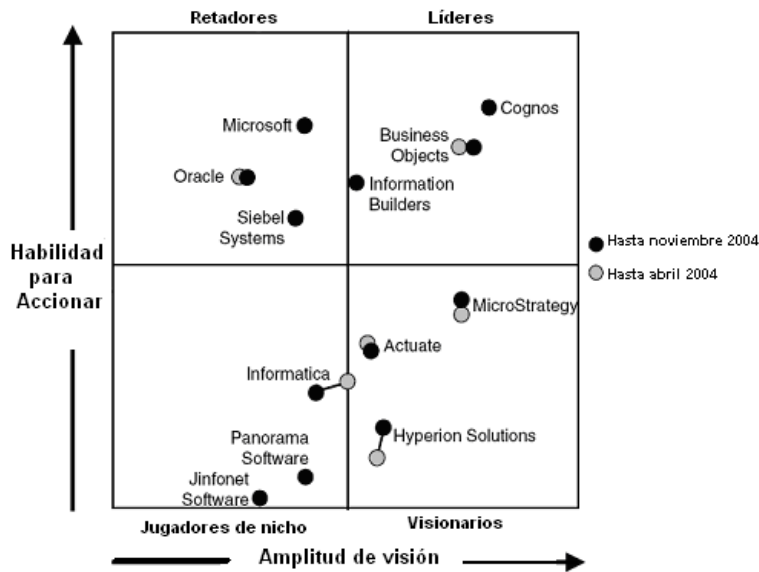 Retadores
Líderes
Microsoft
Cognos
Business
Objects
Oracle
Information
Builders
Siebel
Systems
Habilidad
para
Accionar
Hasta noviembre 2004
Hasta abril 2004
MicroStrategy
Actuate
Informatica
Hyperion Solutions
Panorama
Software
Jinfonet
Software
Jugadores de nicho
Visionarios
Amplitud de visión